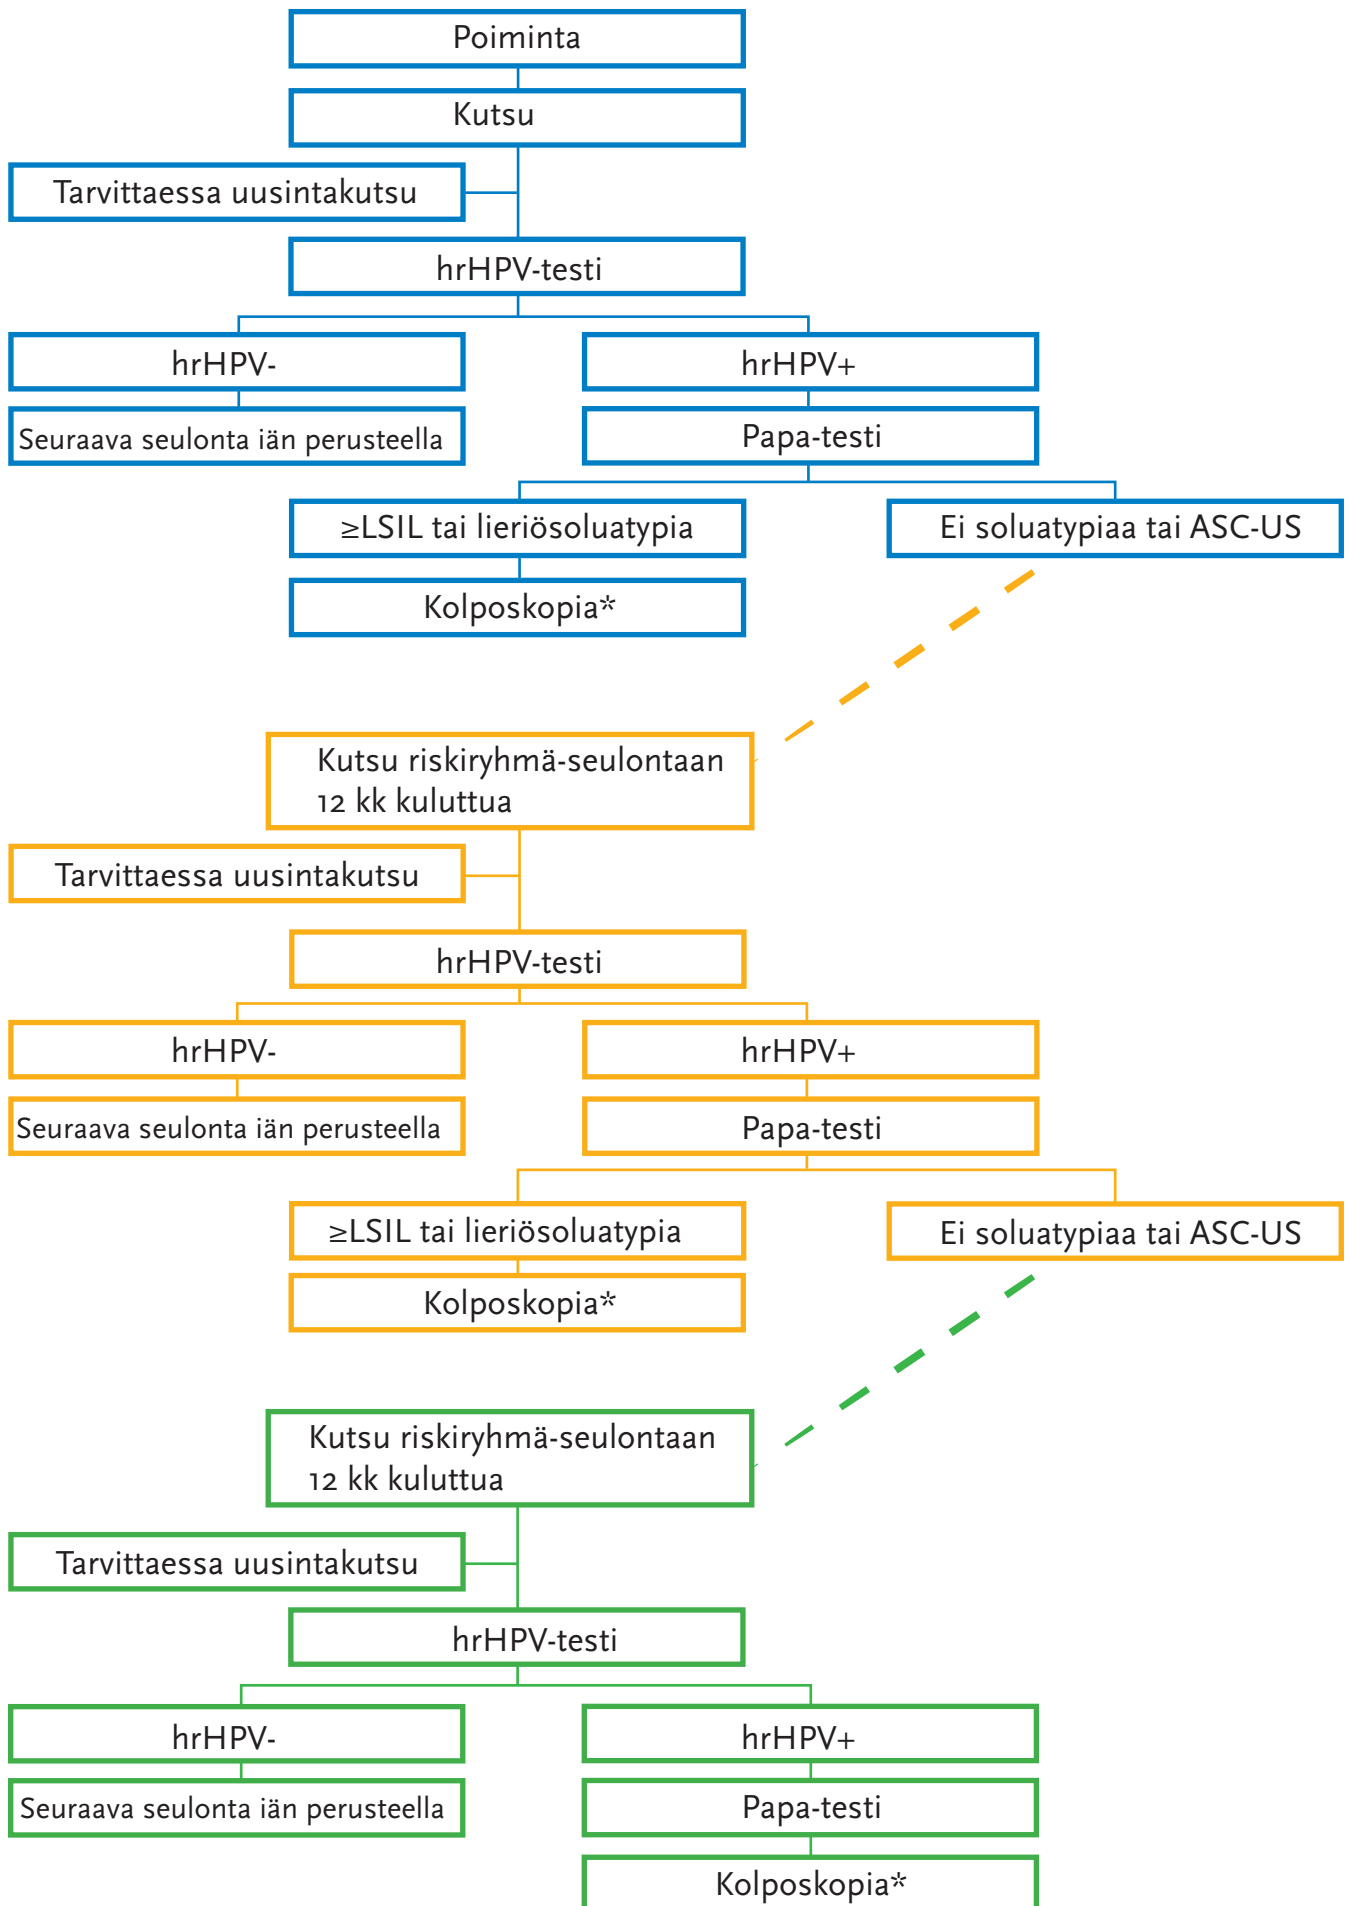 Poiminta
Kutsu
Tarvittaessa uusintakutsu
hrHPV-testi
hrHPV-
hrHPV+
Seuraava seulonta iän perusteella
Papa-testi
≥LSIL tai lieriösoluatypia
Ei soluatypiaa tai ASC-US
Kolposkopia*
Kutsu riskiryhmä-seulontaan
12 kk kuluttua
Tarvittaessa uusintakutsu
hrHPV-testi
hrHPV-
hrHPV+
Seuraava seulonta iän perusteella
Papa-testi
≥LSIL tai lieriösoluatypia
Ei soluatypiaa tai ASC-US
Kolposkopia*
Kutsu riskiryhmä-seulontaan
12 kk kuluttua
Tarvittaessa uusintakutsu
hrHPV-testi
hrHPV-
hrHPV+
Seuraava seulonta iän perusteella
Papa-testi
Kolposkopia*